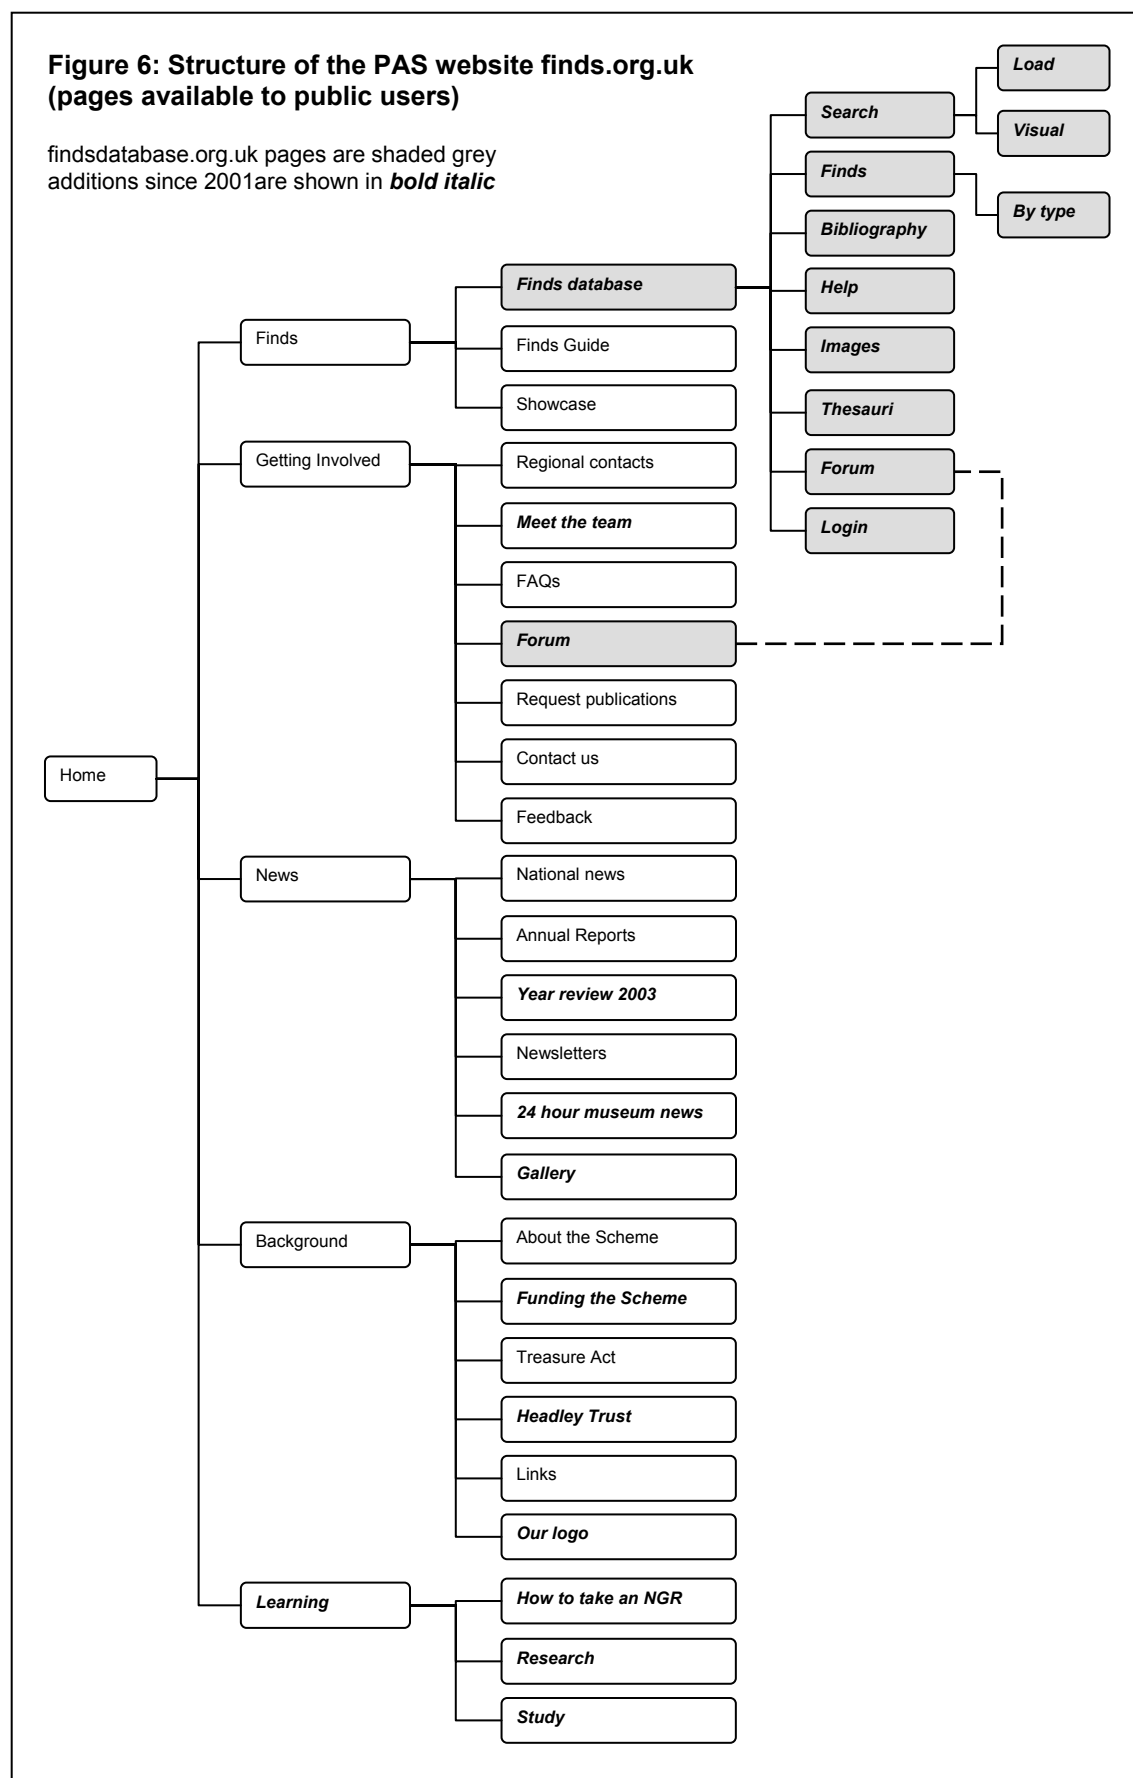 Figure 6: Structure of the PAS website finds.org.uk
(pages available to public users)
findsdatabase.org.uk pages are shaded grey
additions since 2001are shown in bold italic
Home
Finds
Finds database
Search
Load
Visual
Finds
By type
Bibliography
Help
Images
Thesauri
Forum
Login
Finds Guide
Showcase
Getting Involved
Regional contacts
Meet the team
FAQs
Forum
Request publications
Contact us
Feedback
News
National news
Annual Reports
Year review 2003
Newsletters
24 hour museum news
Gallery
Background
About the Scheme
Funding the Scheme
Treasure Act
Headley Trust
Links
Our logo
Learning
How to take an NGR
Research
Study